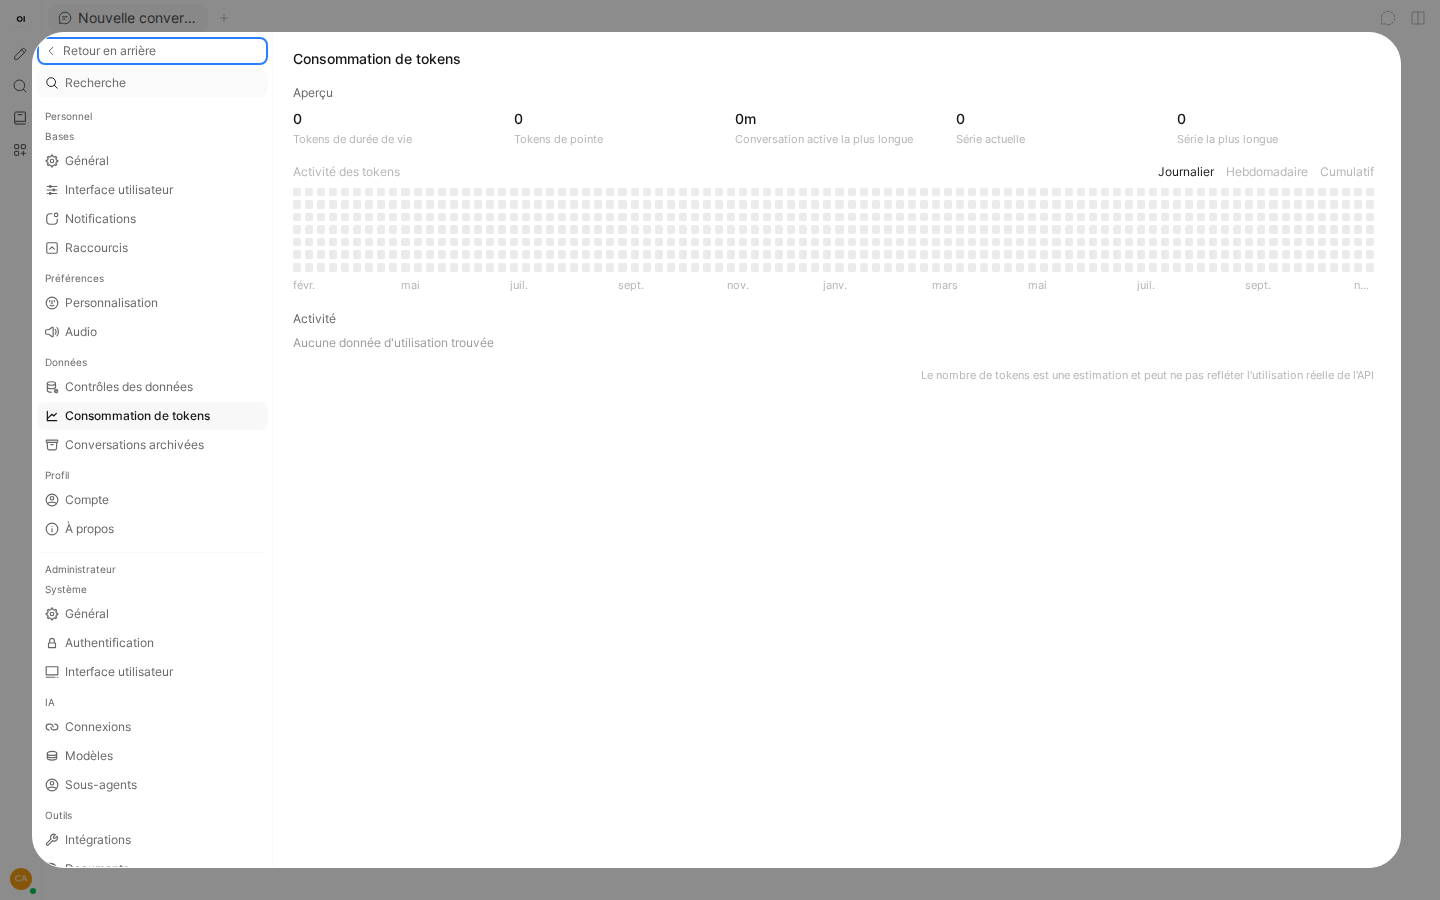 OI
Nouvelle conver...
Retour en arrière
Recherche
Personnel
Bases
Général
Interface utilisateur
Notifications
Raccourcis
Préférences
Personnalisation
Audio
Données
Contrôles des données
Consommation de tokens
Conversations archivées
Profil
Compte
À propos
Administrateur
Système
Général
Authentification
Interface utilisateur
IA
Connexions
Modèles
Sous-agents
Outils
Intégrations
CA
Consommation de tokens
Aperçu
0 0 0m 0 0
Tokens de durée de vie Tokens de pointe Conversation active la plus longue Série actuelle Série la plus longue
Activité des tokens Journalier Hebdomadaire Cumulatif
févr. mai juil. sept. nov. janv. mars mai juil. sept. n...
Activité
Aucune donnée d'utilisation trouvée
Le nombre de tokens est une estimation et peut ne pas refléter l'utilisation réelle de l'API